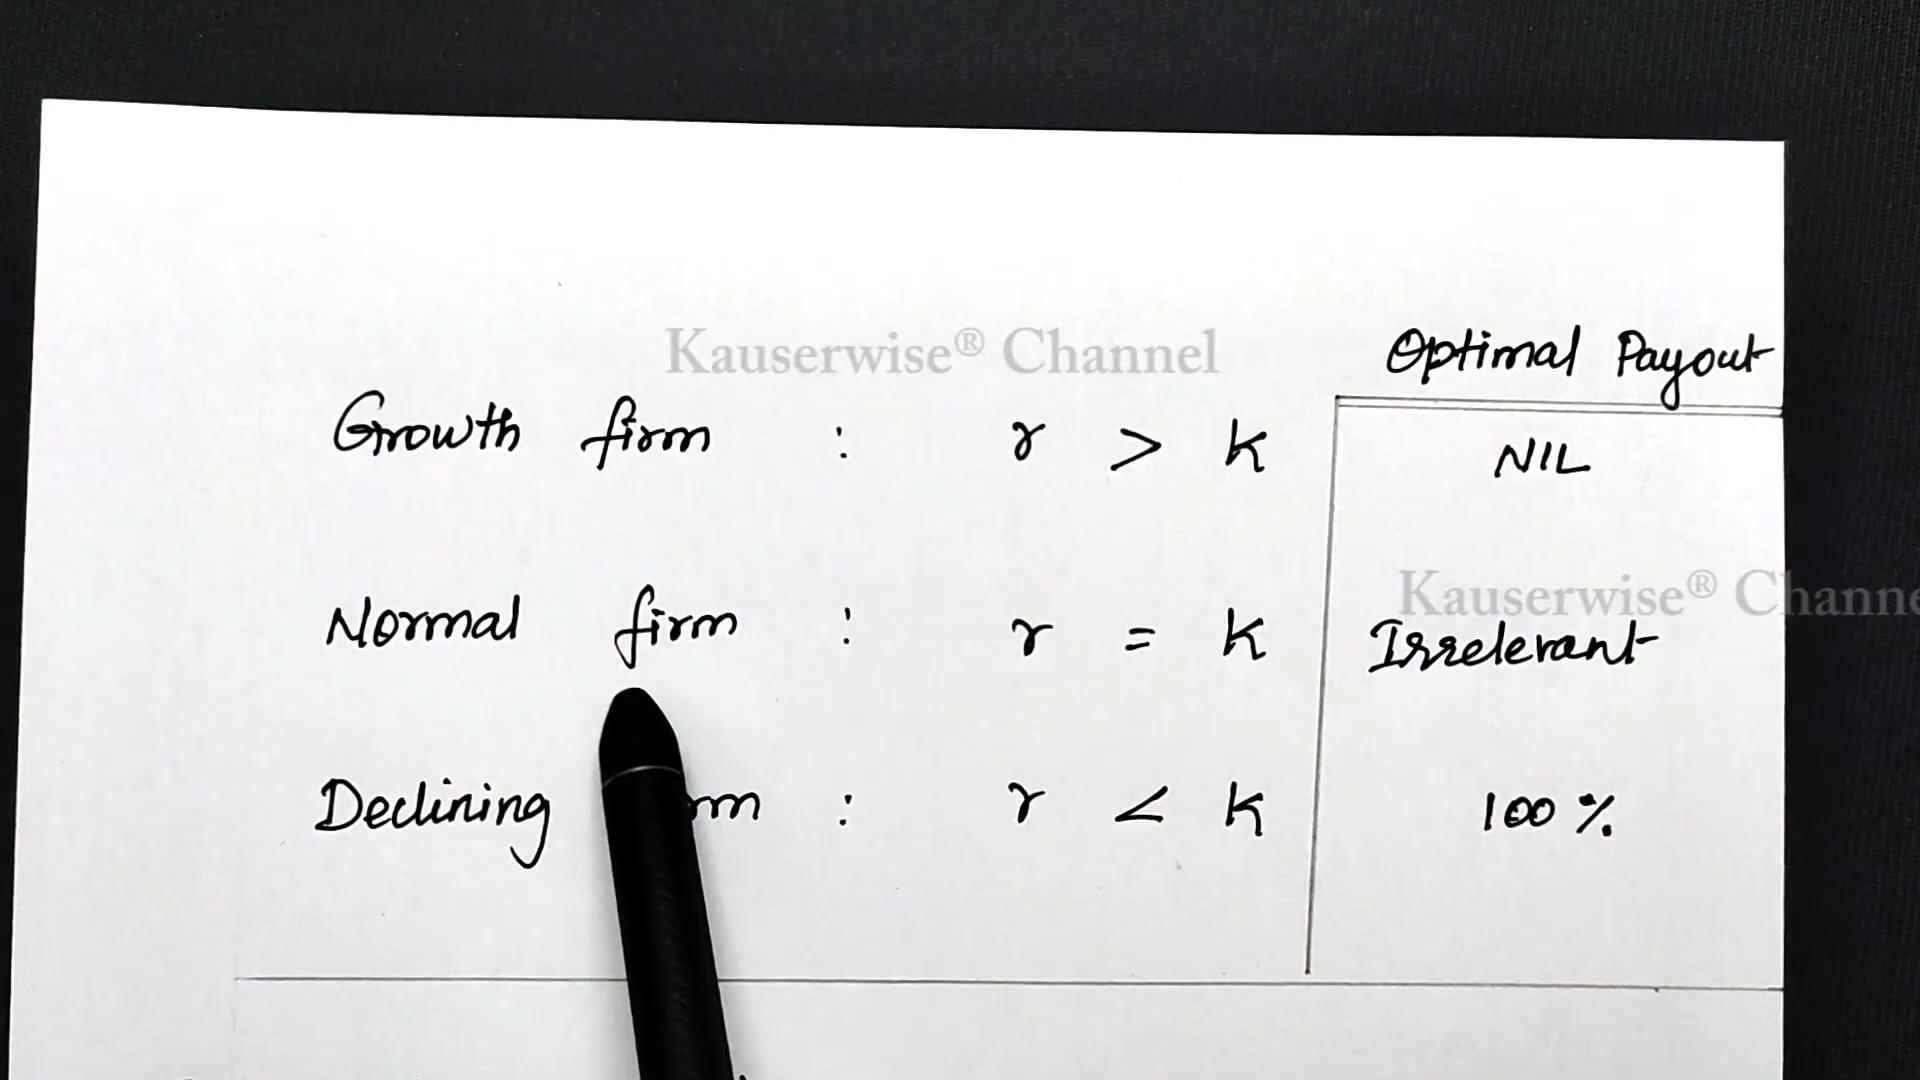 Kauserwise® Channel
Optimal Payout
Growth firm : r > k NIL
Kauserwise® Channe
Normal firm : r = k Irrelevant
Declining : r < k 100 %